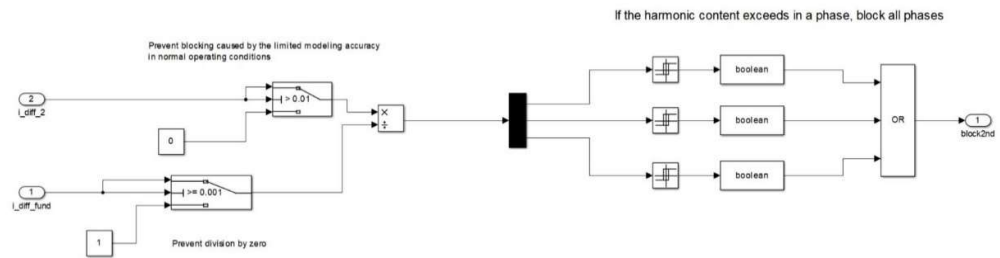 If the harmonic content exceeds in a phase, block all phases
Prevent blocking caused by the limited modeling accuracy
in normal operating conditions
2
i_diff_2
> 0.01
0
×
÷
boolean
boolean
boolean
OR
1
block2nd
1
i_diff_fund
>= 0.001
1
Prevent division by zero